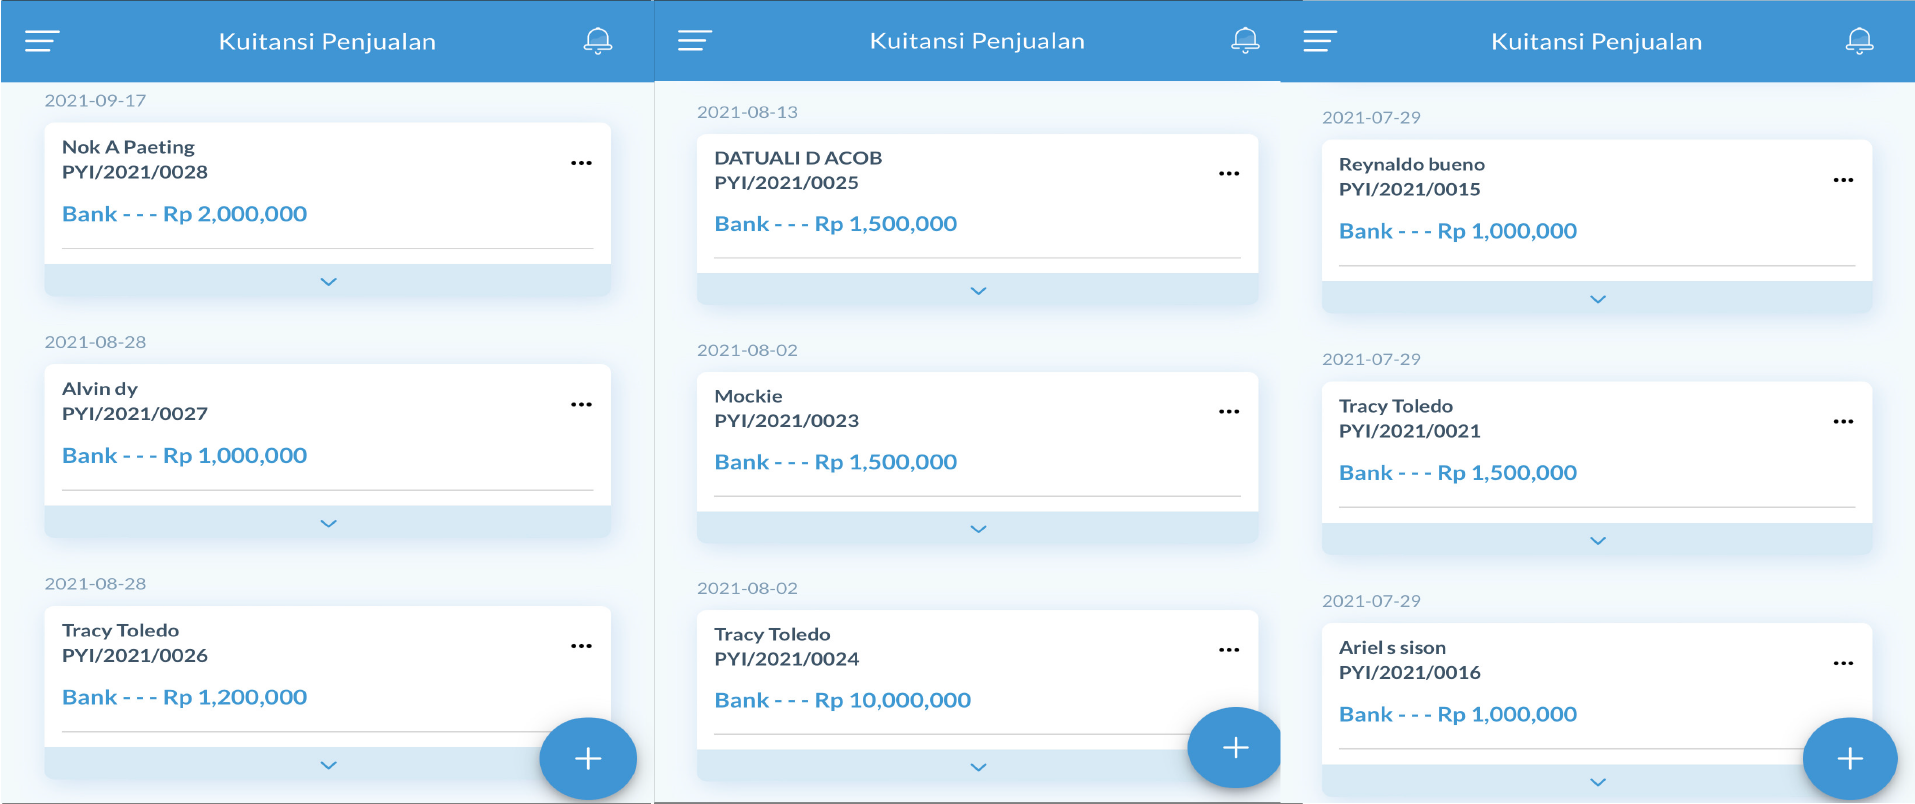 Kuitansi Penjualan
2021-09-17
Nok A Paeting
PYI/2021/0028
Bank - - - Rp 2,000,000
2021-08-28
Alvin dy
PYI/2021/0027
Bank - - - Rp 1,000,000
2021-08-28
Tracy Toledo
PYI/2021/0026
Bank - - - Rp 1,200,000
Kuitansi Penjualan
2021-08-13
DATUALI D ACOB
PYI/2021/0025
Bank - - - Rp 1,500,000
2021-08-02
Mockie
PYI/2021/0023
Bank - - - Rp 1,500,000
2021-08-02
Tracy Toledo
PYI/2021/0024
Bank - - - Rp 10,000,000
Kuitansi Penjualan
2021-07-29
Reynaldo bueno
PYI/2021/0015
Bank - - - Rp 1,000,000
2021-07-29
Tracy Toledo
PYI/2021/0021
Bank - - - Rp 1,500,000
2021-07-29
Ariel s sison
PYI/2021/0016
Bank - - - Rp 1,000,000